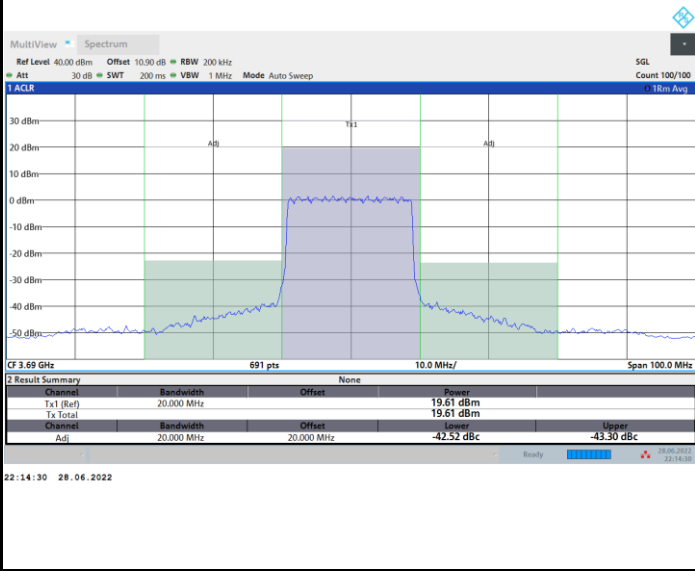 MultiView Spectrum
Ref Level 40.00 dBm Offset 10.90 dB RBW 200 kHz SGL
Att 30 dB SWT 200 ms VBW 1 MHz Mode Auto Sweep Count 100/100
1 ACLR 1Rm Avg
30 dBm
Tx1
20 dBm
Adj Adj
10 dBm
0 dBm
-10 dBm
-20 dBm
-30 dBm
-40 dBm
-50 dBm
CF 3.69 GHz 691 pts 10.0 MHz/ Span 100.0 MHz
2 Result Summary None
Channel Bandwidth Offset Power
Tx1 (Ref) 20.000 MHz 19.61 dBm
Tx Total 19.61 dBm
Channel Bandwidth Offset Lower Upper
Adj 20.000 MHz 20.000 MHz -42.52 dBc -43.30 dBc
Ready 28.06.2022
22:14:30
22:14:30 28.06.2022